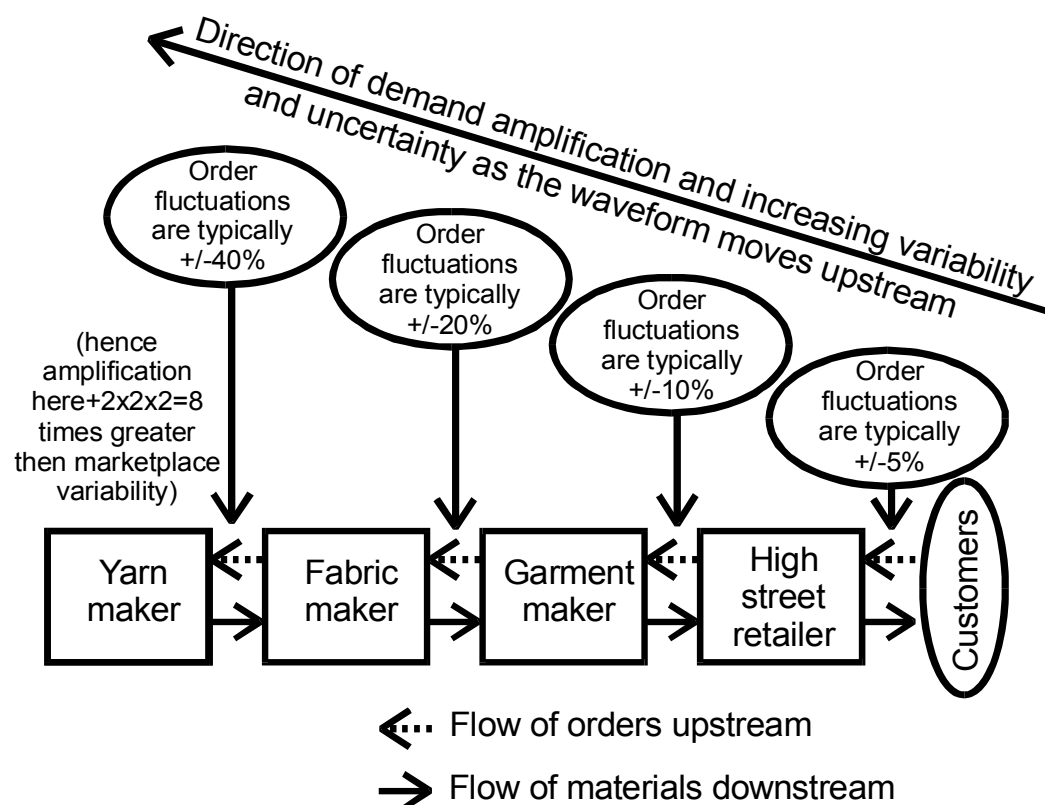 Direction of demand amplification and increasing variability
and uncertainty as the waveform moves upstream
Order
fluctuations
are typically
+/-40%
Order
fluctuations
are typically
+/-20%
Order
fluctuations
are typically
+/-10%
Order
fluctuations
are typically
+/-5%
(hence
amplification
here+2x2x2=8
times greater
then marketplace
variability)
Yarn
maker
Fabric
maker
Garment
maker
High
street
retailer
Customers
Flow of orders upstream
Flow of materials downstream